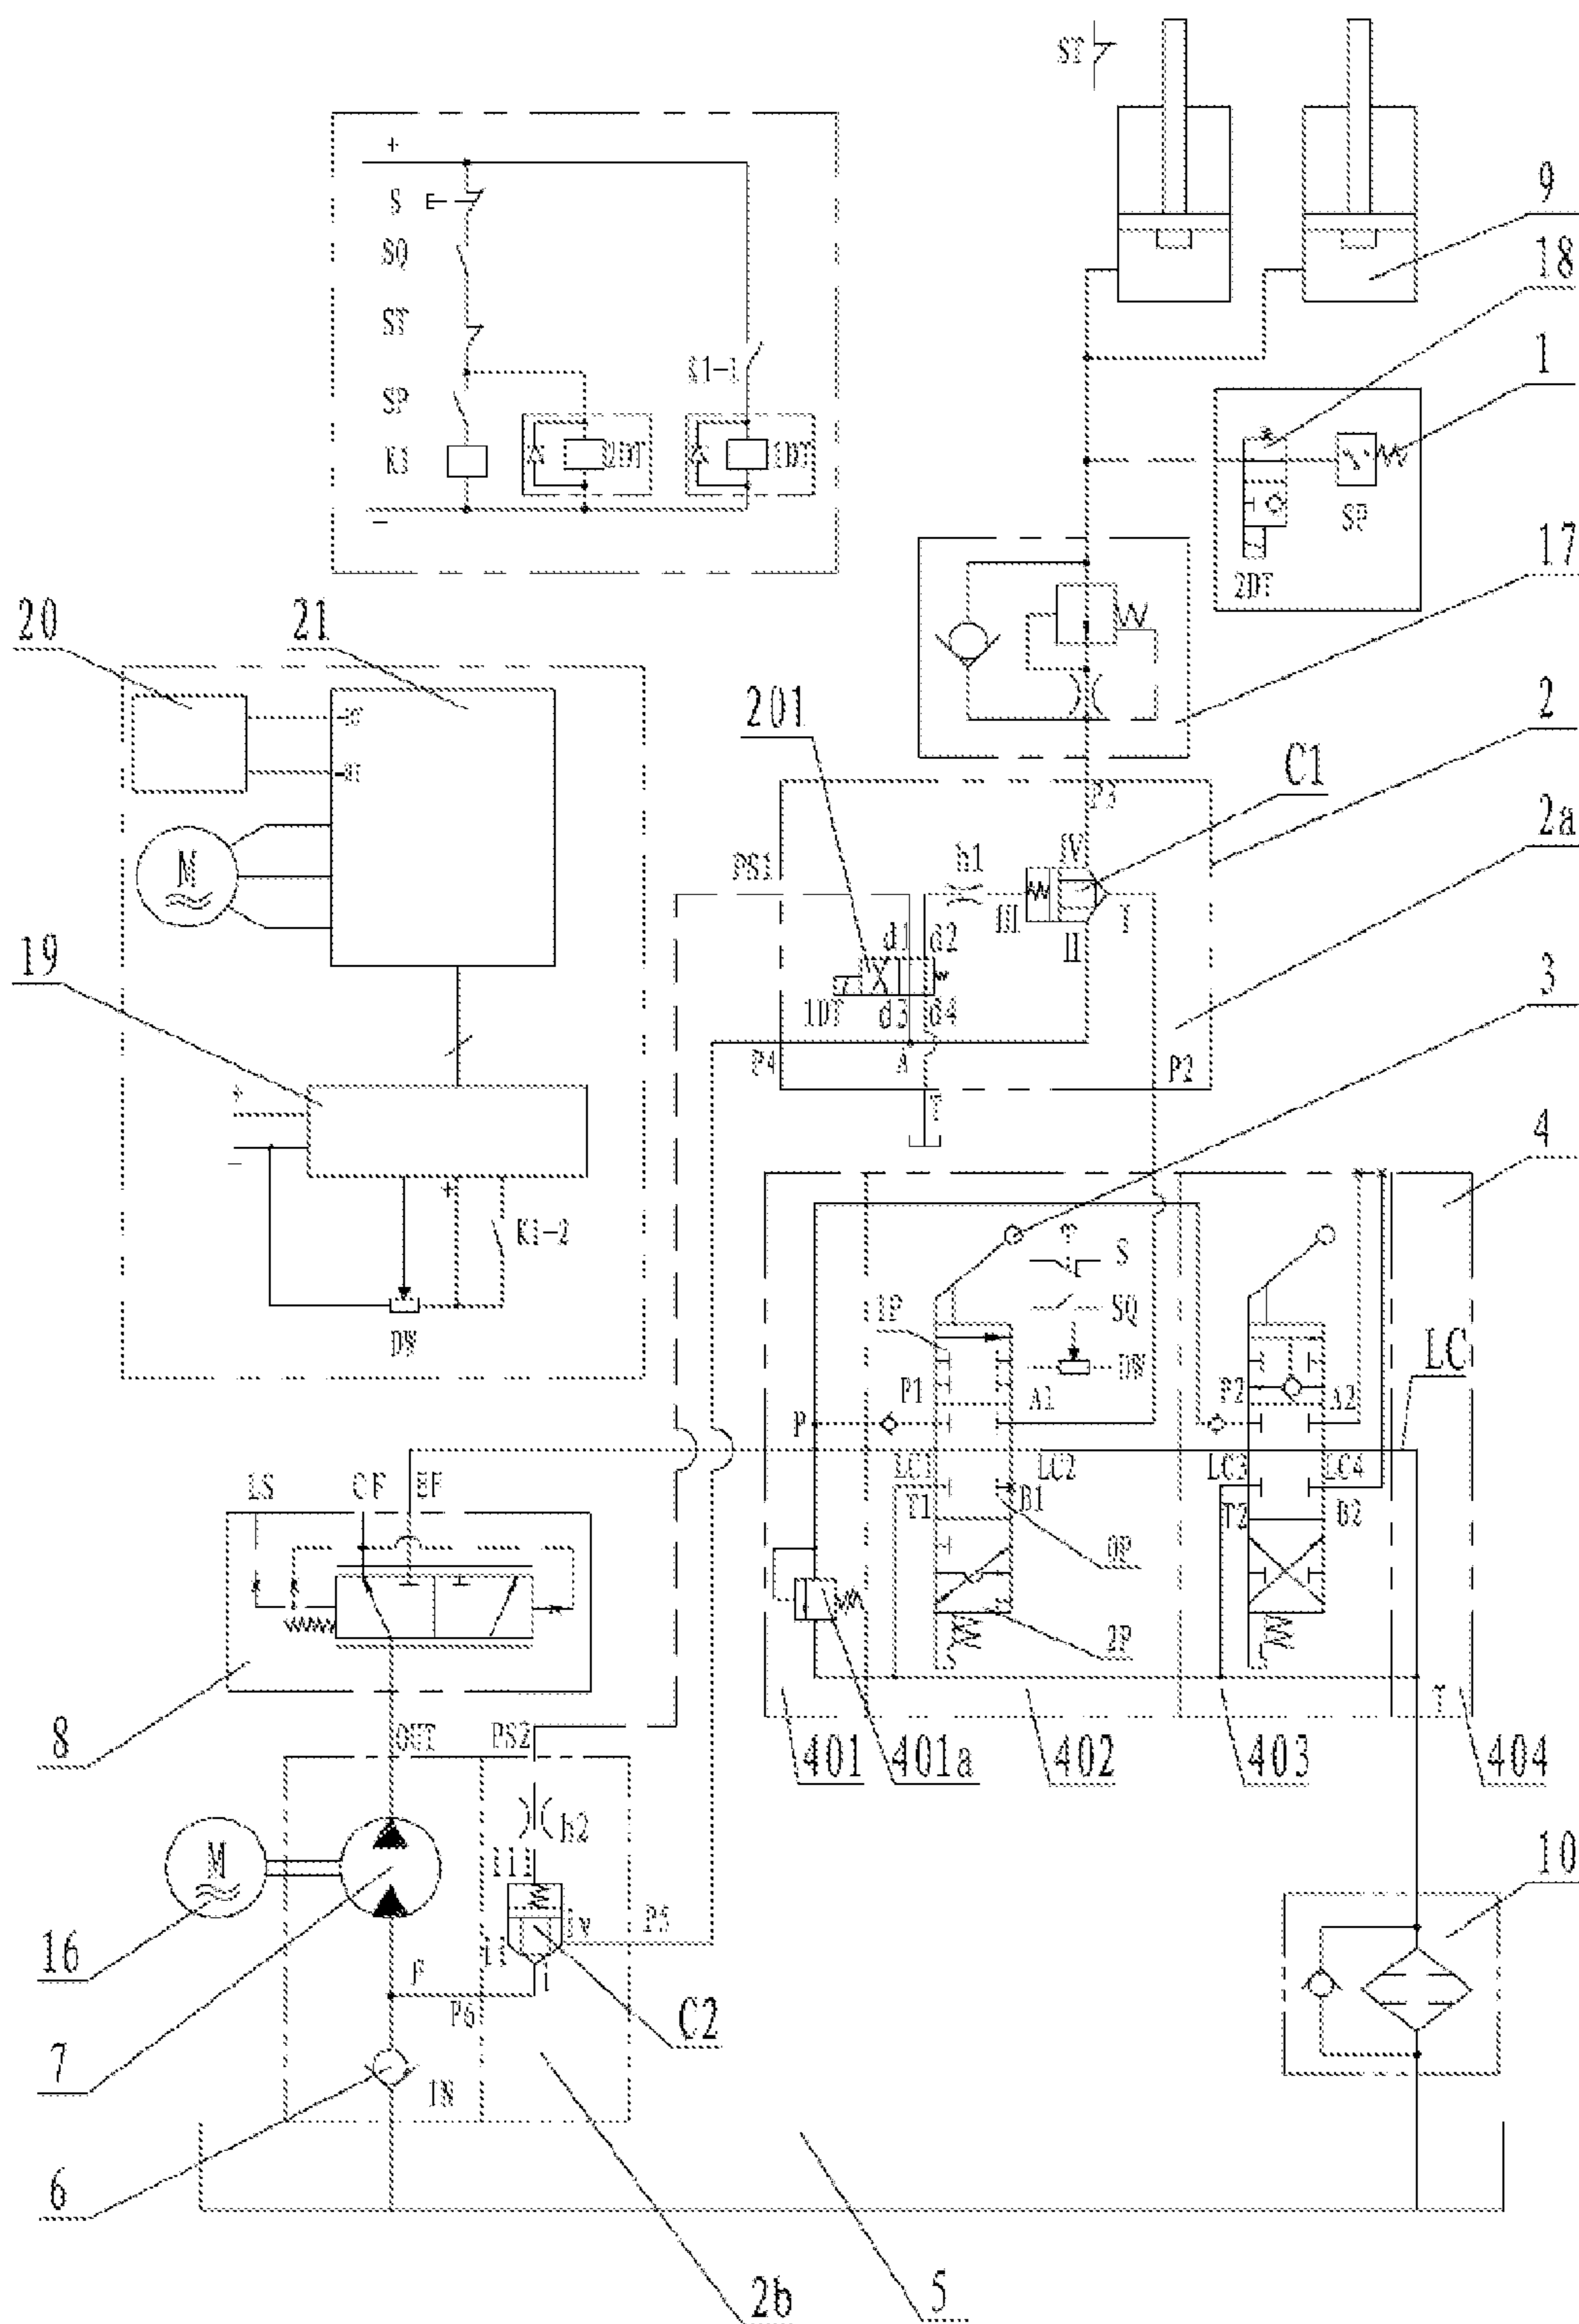 ST
+
S
SQ
ST
SP
K1
2DT
K1-1
1DT
−
9
18
1
SP
2DT
17
20
21
201
2
C1
2a
P3
IV
h1
PS1
III
II
d1
d2
1DT
d3
d4
P4
A
P2
T
M
19
+
−
+
K1-2
DW
3
4
S
1P
SQ
DW
P1
A1
P2
A2
LC
P
LC1
LC2
LC3
LC4
T1
B1
T2
B2
0P
2P
LS
CF
EF
8
OUT
PS2
401
401a
402
403
404
T
h2
M
16
P5
P6
C2
10
7
IN
6
2b
5